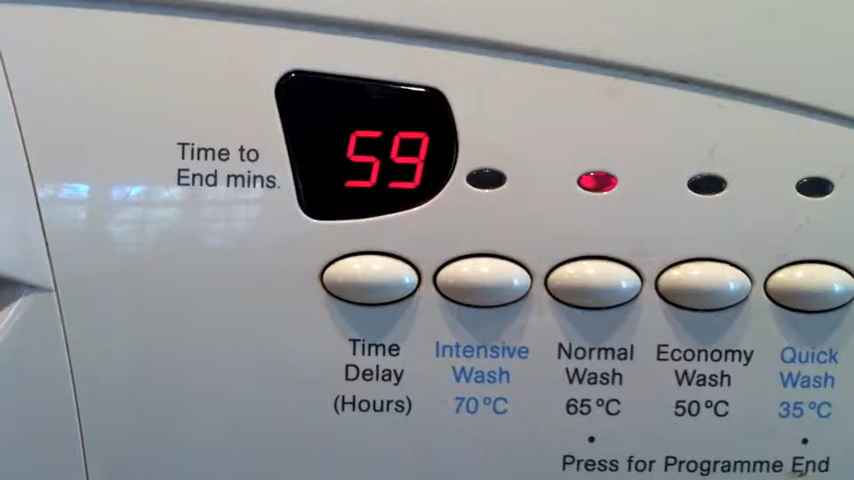 59
Time to
End mins.
Time
Delay
(Hours)
Intensive
Wash
70°C
Normal
Wash
65°C
Economy
Wash
50°C
Quick
Wash
35°C
Press for Programme End